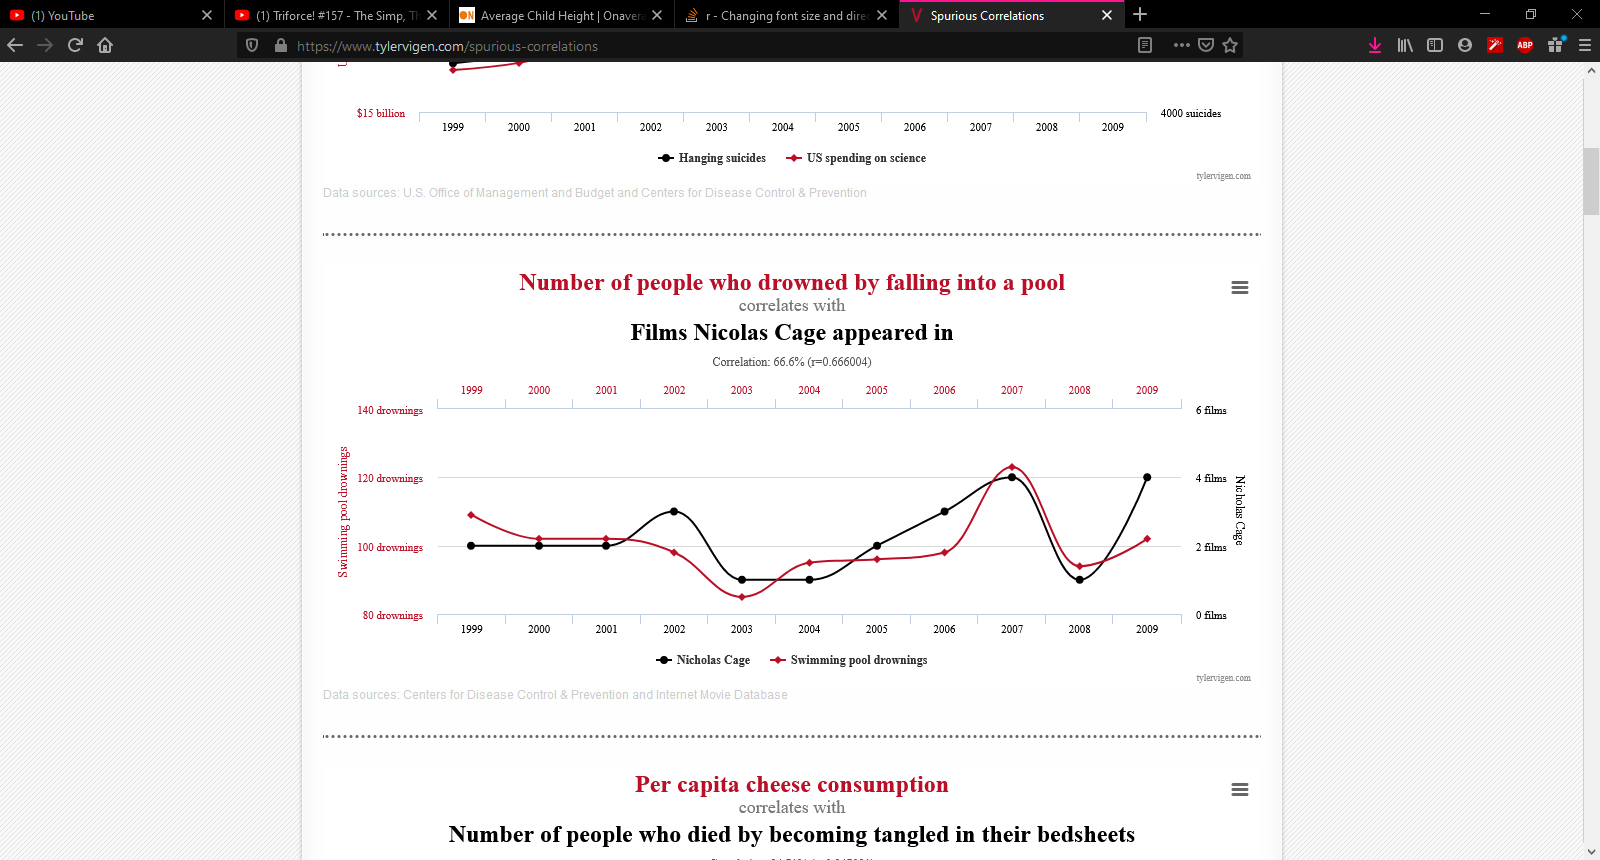 (1) YouTube
(1) Triforce! #157 - The Simp, Th
ON Average Child Height | Onavera
r - Changing font size and direc
Spurious Correlations
https://www.tylervigen.com/spurious-correlations
ABP
$15 billion
4000 suicides
1999 2000 2001 2002 2003 2004 2005 2006 2007 2008 2009
Hanging suicides US spending on science
tylervigen.com
Data sources: U.S. Office of Management and Budget and Centers for Disease Control & Prevention
Number of people who drowned by falling into a pool
correlates with
Films Nicolas Cage appeared in
Correlation: 66.6% (r=0.666004)
1999 2000 2001 2002 2003 2004 2005 2006 2007 2008 2009
140 drownings 6 films
120 drownings 4 films
100 drownings 2 films
80 drownings 0 films
Swimming pool drownings
Nicholas Cage
1999 2000 2001 2002 2003 2004 2005 2006 2007 2008 2009
Nicholas Cage Swimming pool drownings
tylervigen.com
Data sources: Centers for Disease Control & Prevention and Internet Movie Database
Per capita cheese consumption
correlates with
Number of people who died by becoming tangled in their bedsheets